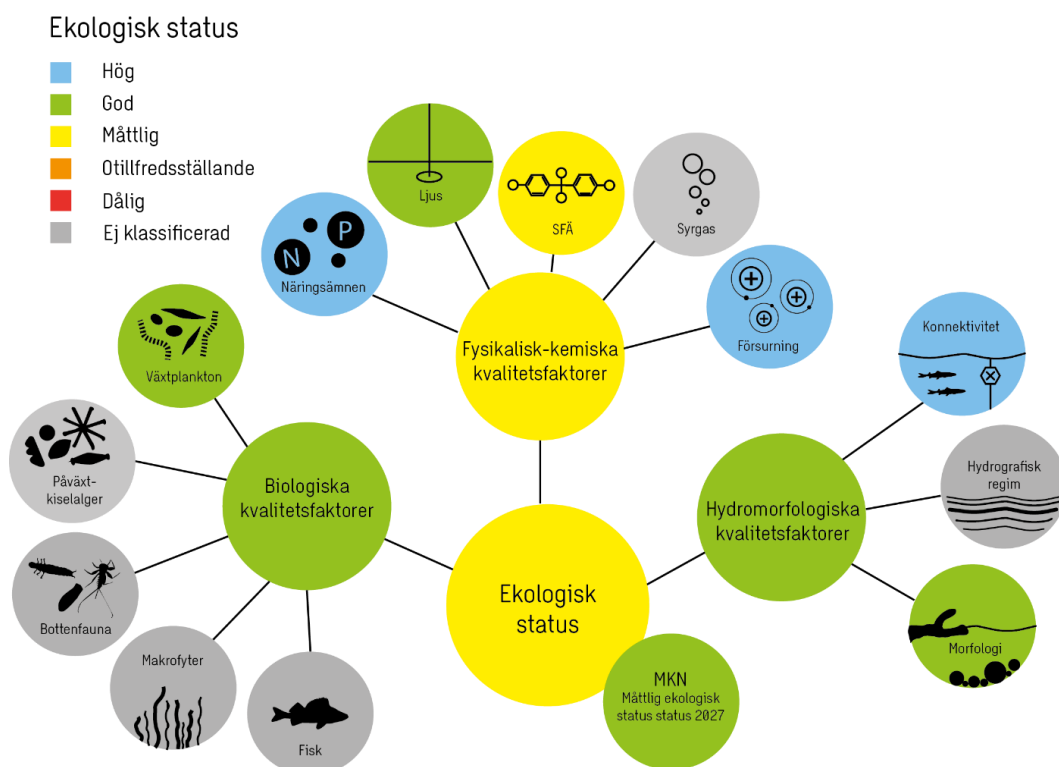 Ekologisk status
Hög
God
Måttlig
Otillfredsställande
Dålig
Ej klassificerad
Ljus
SFÄ
Syrgas
N
P
Näringsämnen
Försurning
Fysikalisk-kemiska
kvalitetsfaktorer
Konnektivitet
Växtplankton
Påväxt-
kiselalger
Biologiska
kvalitetsfaktorer
Hydrografisk
regim
Hydromorfologiska
kvalitetsfaktorer
Bottenfauna
Ekologisk
status
Morfologi
Makrofyter
Fisk
MKN
Måttlig ekologisk
status status 2027